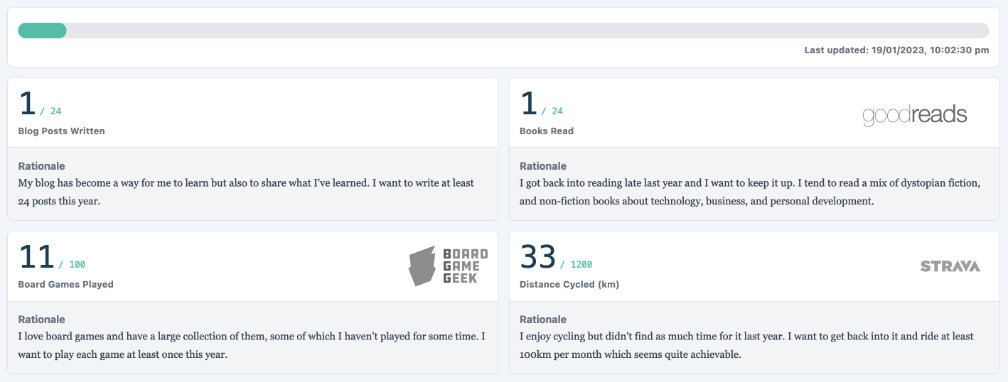 Last updated: 19/01/2023, 10:02:30 pm
1 / 24
Blog Posts Written
Rationale
My blog has become a way for me to learn but also to share what I've learned. I want to write at least
24 posts this year.
1 / 24
Books Read
goodreads
Rationale
I got back into reading late last year and I want to keep it up. I tend to read a mix of dystopian fiction,
and non-fiction books about technology, business, and personal development.
11 / 100
Board Games Played
BOARD
GAME
GEEK
Rationale
I love board games and have a large collection of them, some of which I haven't played for some time. I
want to play each game at least once this year.
33 / 1200
Distance Cycled (km)
STRAVA
Rationale
I enjoy cycling but didn't find as much time for it last year. I want to get back into it and ride at least
100km per month which seems quite achievable.